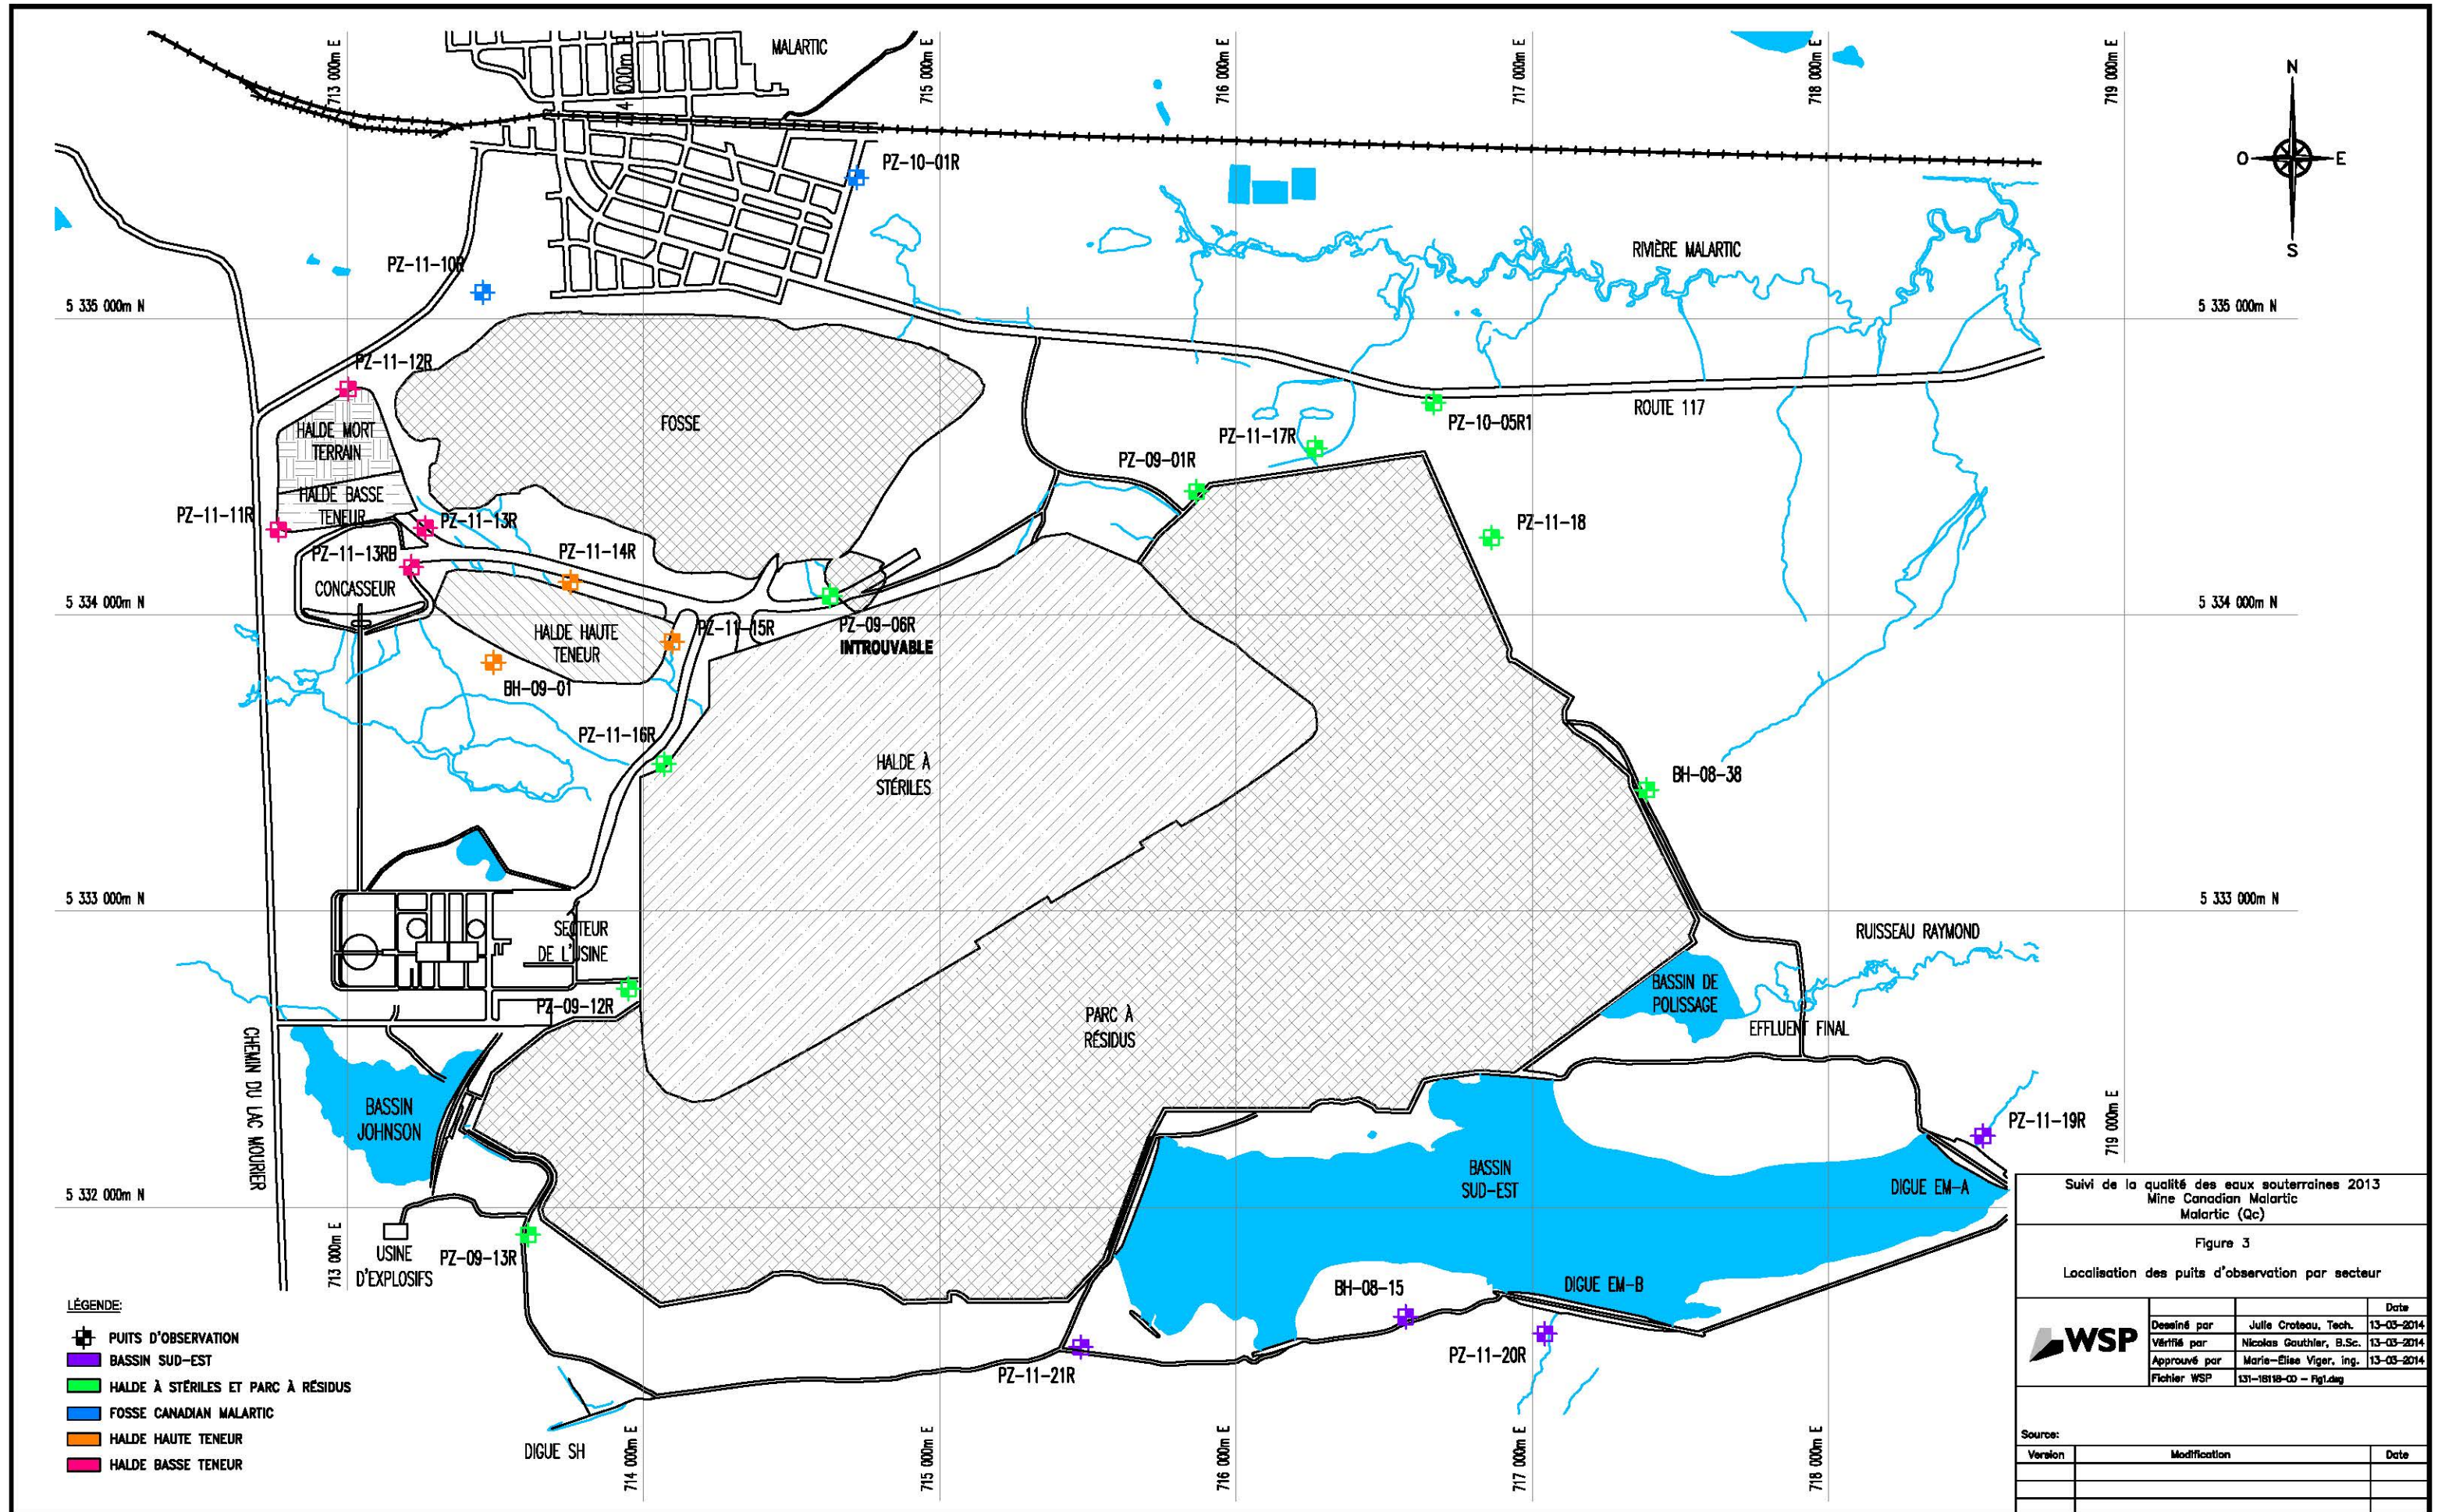 MALARTIC
713 000m E
714 000m E
715 000m E
716 000m E
717 000m E
718 000m E
719 000m E
N
O
E
S
PZ-10-01R
RIVIÈRE MALARTIC
PZ-11-10R
5 335 000m N
5 335 000m N
PZ-11-12R
FOSSE
ROUTE 117
PZ-10-05R1
HALDE MORT
TERRAIN
PZ-11-17R
PZ-09-01R
HALDE BASSE
TENEUR
PZ-11-11R
PZ-11-13R
PZ-11-18
PZ-11-13RB
PZ-11-14R
CONCASSEUR
5 334 000m N
5 334 000m N
HALDE HAUTE
TENEUR
PZ-11-15R
PZ-09-06R
INTROUVABLE
BH-09-01
PZ-11-16R
HALDE À
STÉRILES
BH-08-38
5 333 000m N
5 333 000m N
SECTEUR
DE L'USINE
RUISSEAU RAYMOND
BASSIN DE
POLISSAGE
PZ-09-12R
PARC À
RÉSIDUS
EFFLUENT FINAL
CHEMIN DU LAC MOURIER
BASSIN
JOHNSON
PZ-11-19R
719 000m E
BASSIN
SUD-EST
DIGUE EM-A
5 332 000m N
713 000m E
USINE
D'EXPLOSIFS
PZ-09-13R
BH-08-15
DIGUE EM-B
PZ-11-20R
PZ-11-21R
DIGUE SH
714 000m E
715 000m E
716 000m E
717 000m E
718 000m E
LÉGENDE:
PUITS D'OBSERVATION
BASSIN SUD-EST
HALDE À STÉRILES ET PARC À RÉSIDUS
FOSSE CANADIAN MALARTIC
HALDE HAUTE TENEUR
HALDE BASSE TENEUR
Suivi de la qualité des eaux souterraines 2013
Mine Canadian Malartic
Malartic (Qc)
Figure 3
Localisation des puits d'observation par secteur
WSP
Date
Dessiné par Julie Croteau, Tech. 13-03-2014
Vérifié par Nicolas Gauthier, B.Sc. 13-03-2014
Approuvé par Marie-Élise Viger, ing. 13-03-2014
Fichier WSP 131-18118-00 - Fig1.dwg
Source:
Version Modification Date